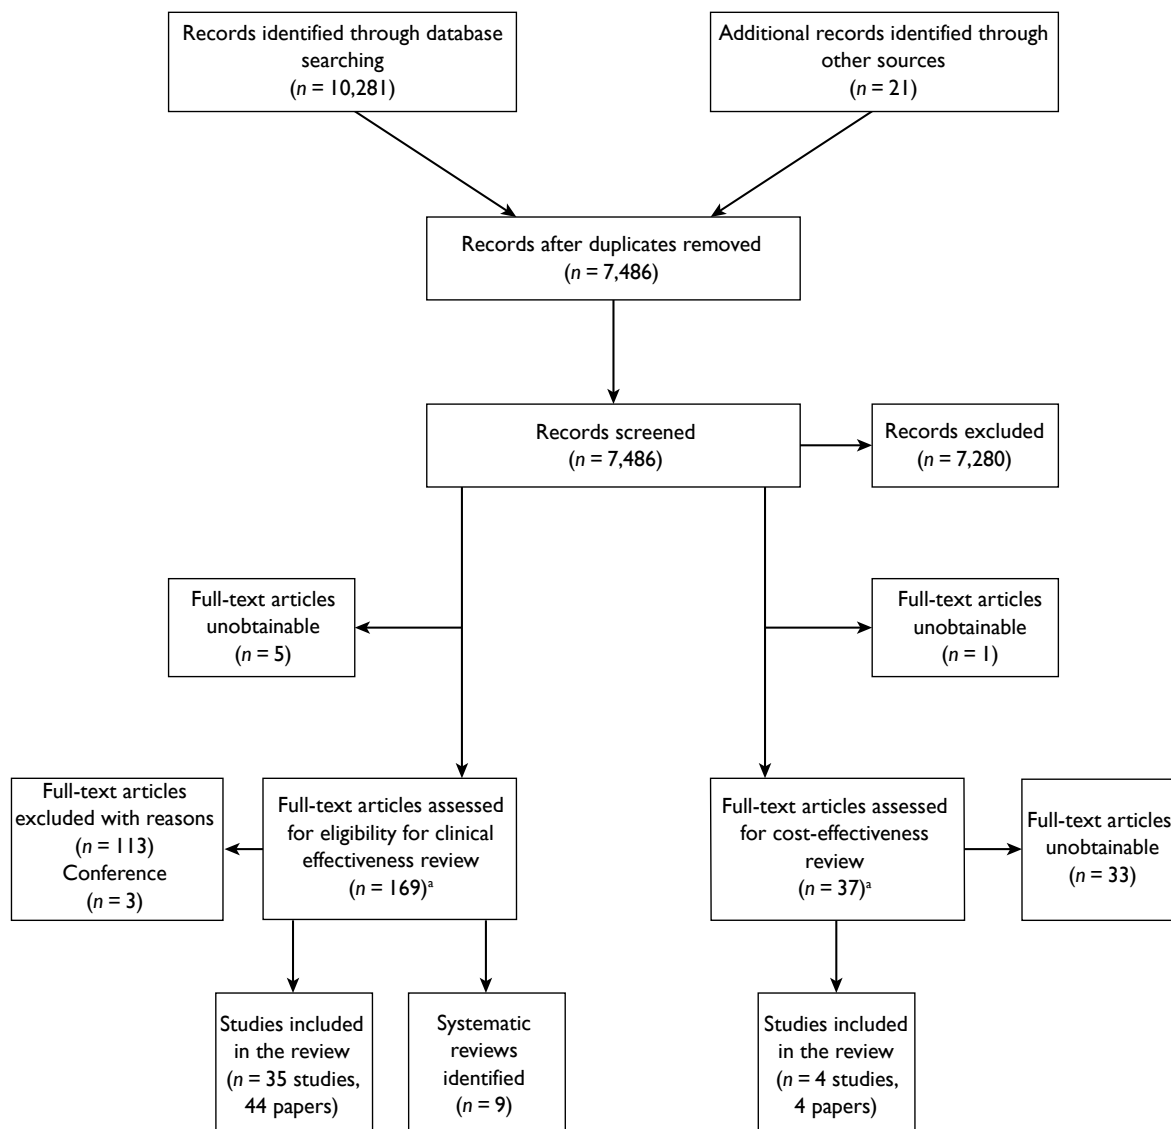 Records identified through database
searching
(n = 10,281)
Additional records identified through
other sources
(n = 21)
Records after duplicates removed
(n = 7,486)
Records screened
(n = 7,486)
Records excluded
(n = 7,280)
Full-text articles
unobtainable
(n = 5)
Full-text articles
unobtainable
(n = 1)
Full-text articles
excluded with reasons
(n = 113)
Conference
(n = 3)
Full-text articles assessed
for eligibility for clinical
effectiveness review
(n = 169)ᵃ
Full-text articles assessed
for cost-effectiveness
review
(n = 37)ᵃ
Full-text articles
unobtainable
(n = 33)
Studies included
in the review
(n = 35 studies,
44 papers)
Systematic
reviews
identified
(n = 9)
Studies included
in the review
(n = 4 studies,
4 papers)